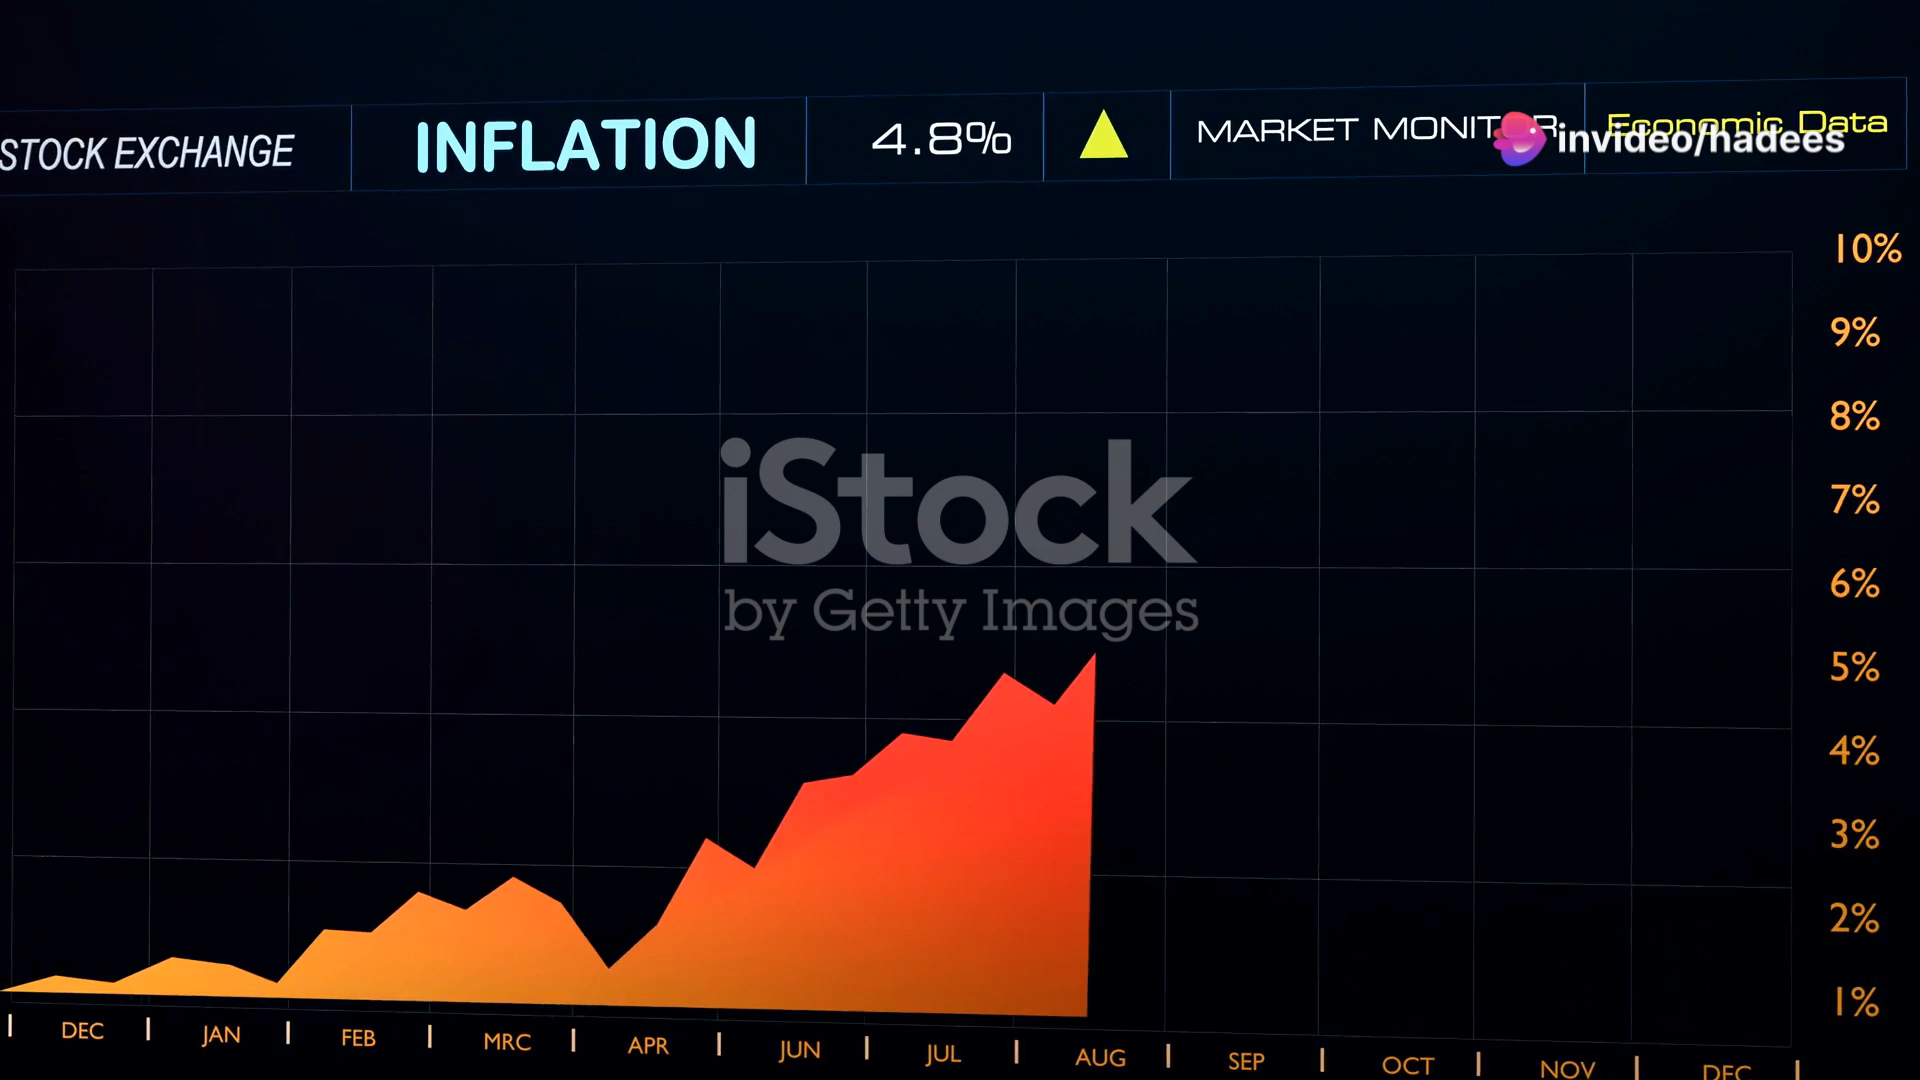 STOCK EXCHANGE
INFLATION
4.8%
MARKET MONITOR
Economic Data
invideo/hadees
10%
9%
8%
7%
6%
5%
4%
3%
2%
1%
iStock
by Getty Images
DEC
JAN
FEB
MRC
APR
JUN
JUL
AUG
SEP
OCT
NOV
DEC